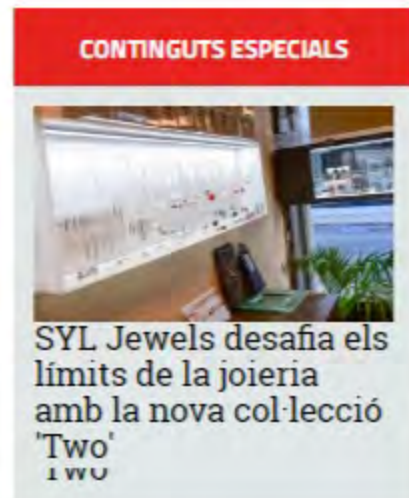 CONTINGUTS ESPECIALS
SYL Jewels desafia els
límits de la joieria
amb la nova col·lecció
'Two'